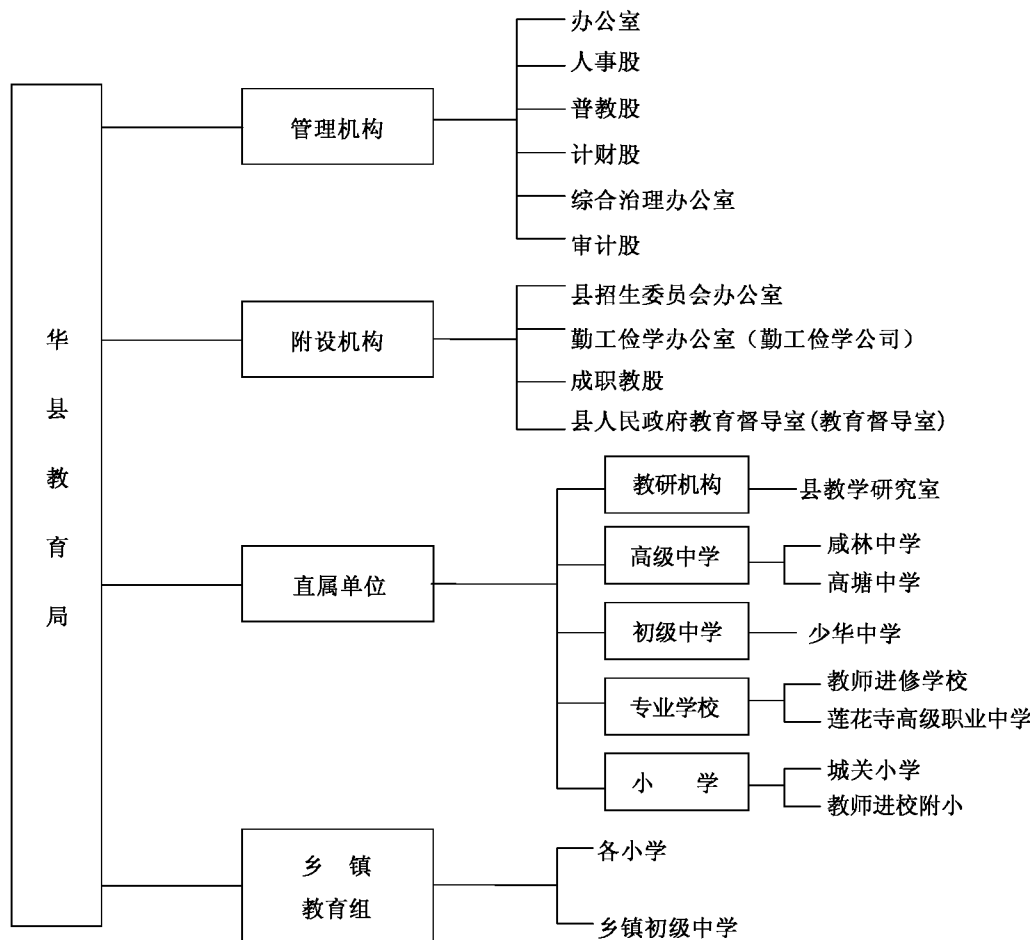 华县教育局
管理机构
办公室
人事股
普教股
计财股
综合治理办公室
审计股
附设机构
县招生委员会办公室
勤工俭学办公室（勤工俭学公司）
成职教股
县人民政府教育督导室(教育督导室)
直属单位
教研机构
县教学研究室
高级中学
咸林中学
高塘中学
初级中学
少华中学
专业学校
教师进修学校
莲花寺高级职业中学
小 学
城关小学
教师进校附小
乡 镇
教育组
各小学
乡镇初级中学